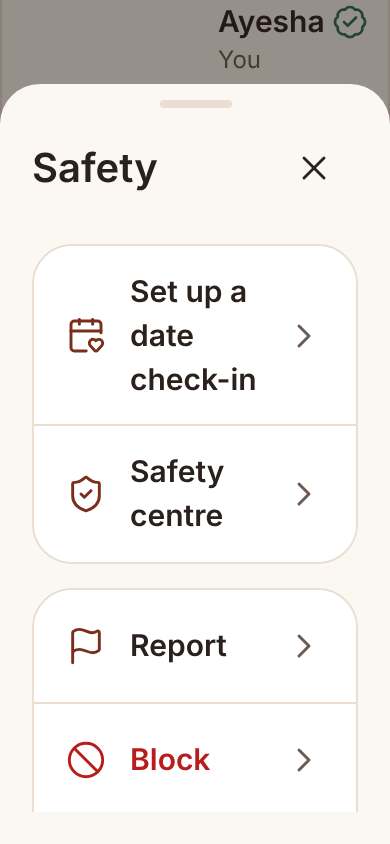 Ayesha
You
Safety
Set up a
date
check-in
Safety
centre
Report
Block